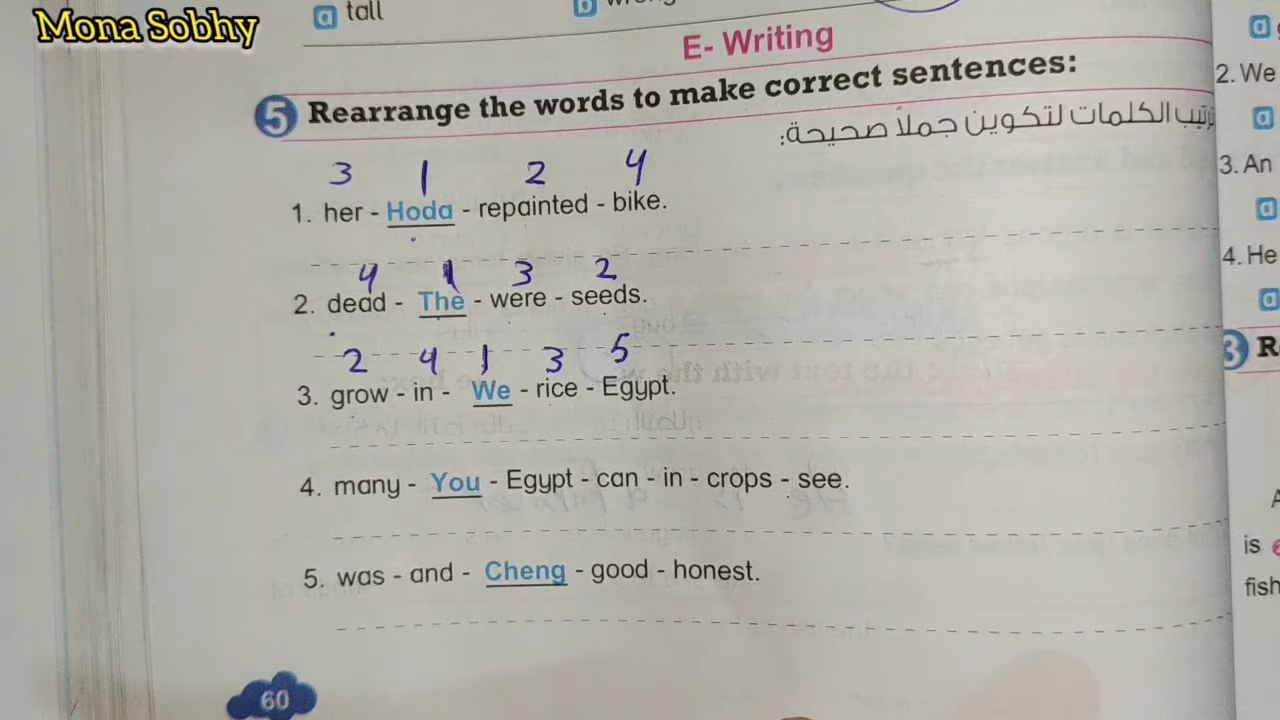 Mona Sobhy
a tall
b
E- Writing
5 Rearrange the words to make correct sentences:
ترتيب الكلمات لتكوين جملاً صحيحة:
3 1 2 4
1. her - Hoda - repainted - bike.
4 1 3 2
2. dead - The - were - seeds.
2 4 1 3 5
3. grow - in - We - rice - Egypt.
4. many - You - Egypt - can - in - crops - see.
5. was - and - Cheng - good - honest.
60
a
2. We
a
3. An
a
4. He
a
3 R
is
fish